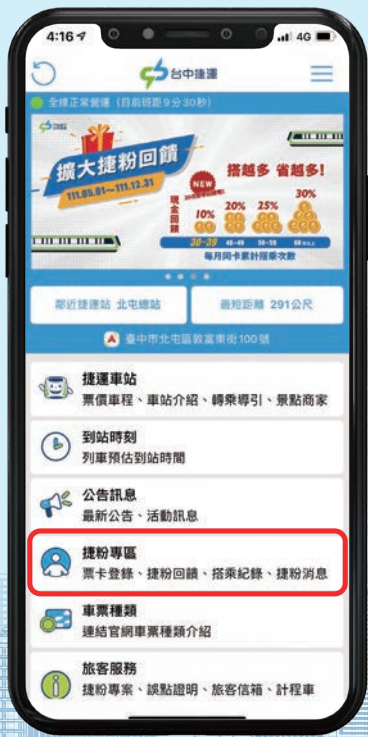 4:16
4G
台中捷運
全線正常營運 (目前班距9分30秒)
擴大捷粉回饋
111.05.01~111.12.31
搭越多 省越多!
NEW
現金回饋
10%
20%
25%
30%
30-39
40-49
50-59
60
每月同卡累計搭乘次數
鄰近捷運站 北屯總站
最短距離 291公尺
臺中市北屯區敦富東街100號
捷運車站
票價車程、車站介紹、轉乘導引、景點商家
到站時刻
列車預估到站時間
公告訊息
最新公告、活動訊息
捷粉專區
票卡登錄、捷粉回饋、搭乘紀錄、捷粉消息
車票種類
連結官網車票種類介紹
旅客服務
捷粉專案、誤點證明、旅客信箱、計程車